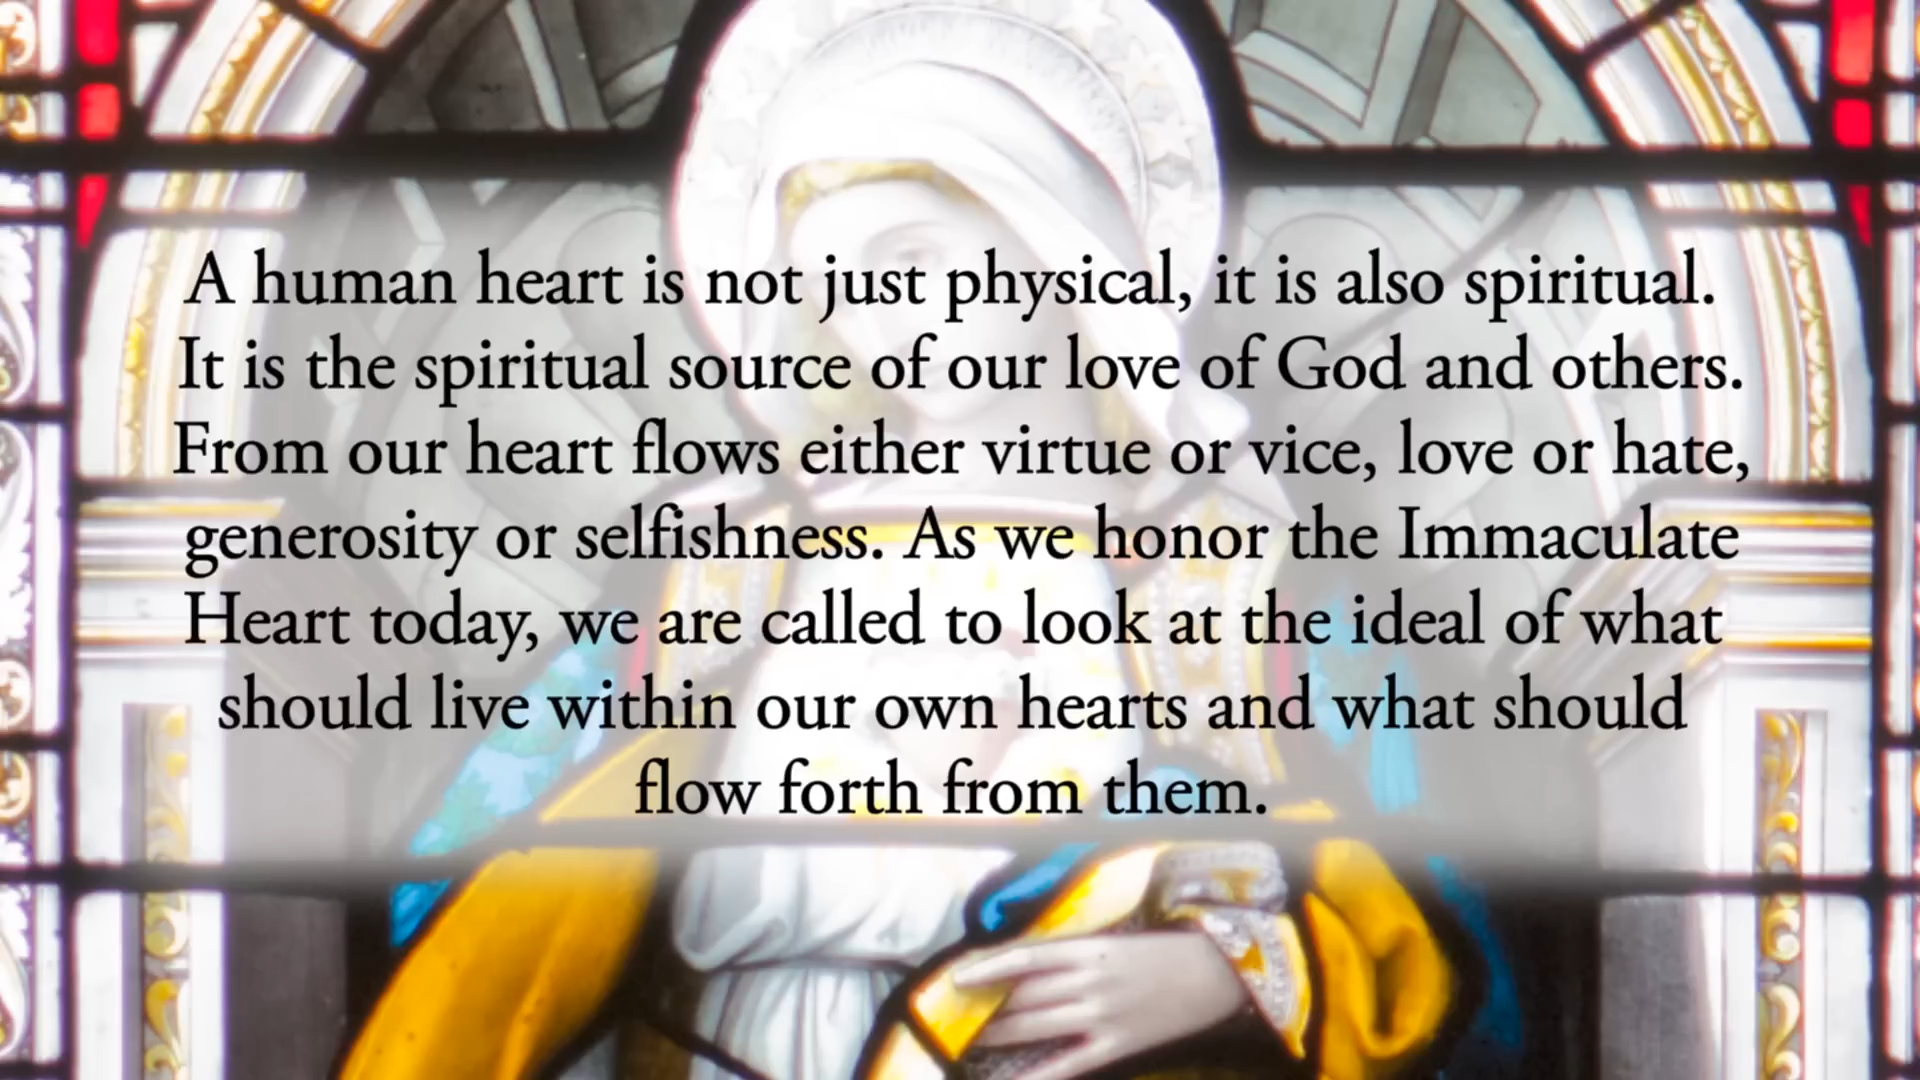 A human heart is not just physical, it is also spiritual.
It is the spiritual source of our love of God and others.
From our heart flows either virtue or vice, love or hate,
generosity or selfishness. As we honor the Immaculate
Heart today, we are called to look at the ideal of what
should live within our own hearts and what should
flow forth from them.